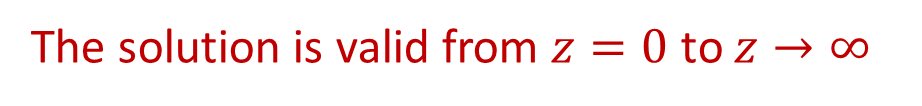 The solution is valid from z = 0 to z → ∞